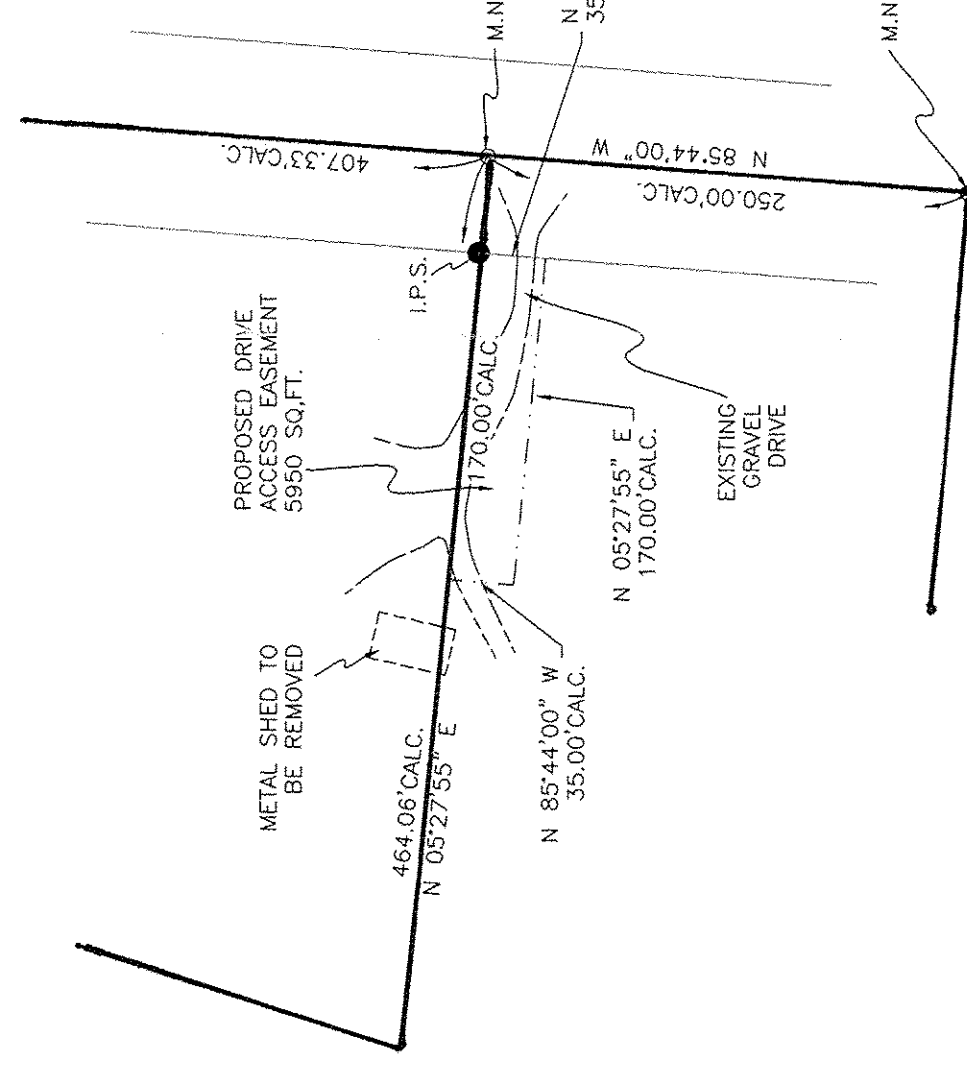 M.N
N
35
M.N
407.33'CALC.
N 85°44'00" W
250.00'CALC.
I.P.S.
PROPOSED DRIVE
ACCESS EASEMENT
5950 SQ,FT.
170.00'CALC.
EXISTING
GRAVEL
DRIVE
N 05°27'55" E
170.00'CALC.
METAL SHED TO
BE REMOVED
N 85°44'00" W
35.00'CALC.
464.06'CALC.
N 05°27'55" E